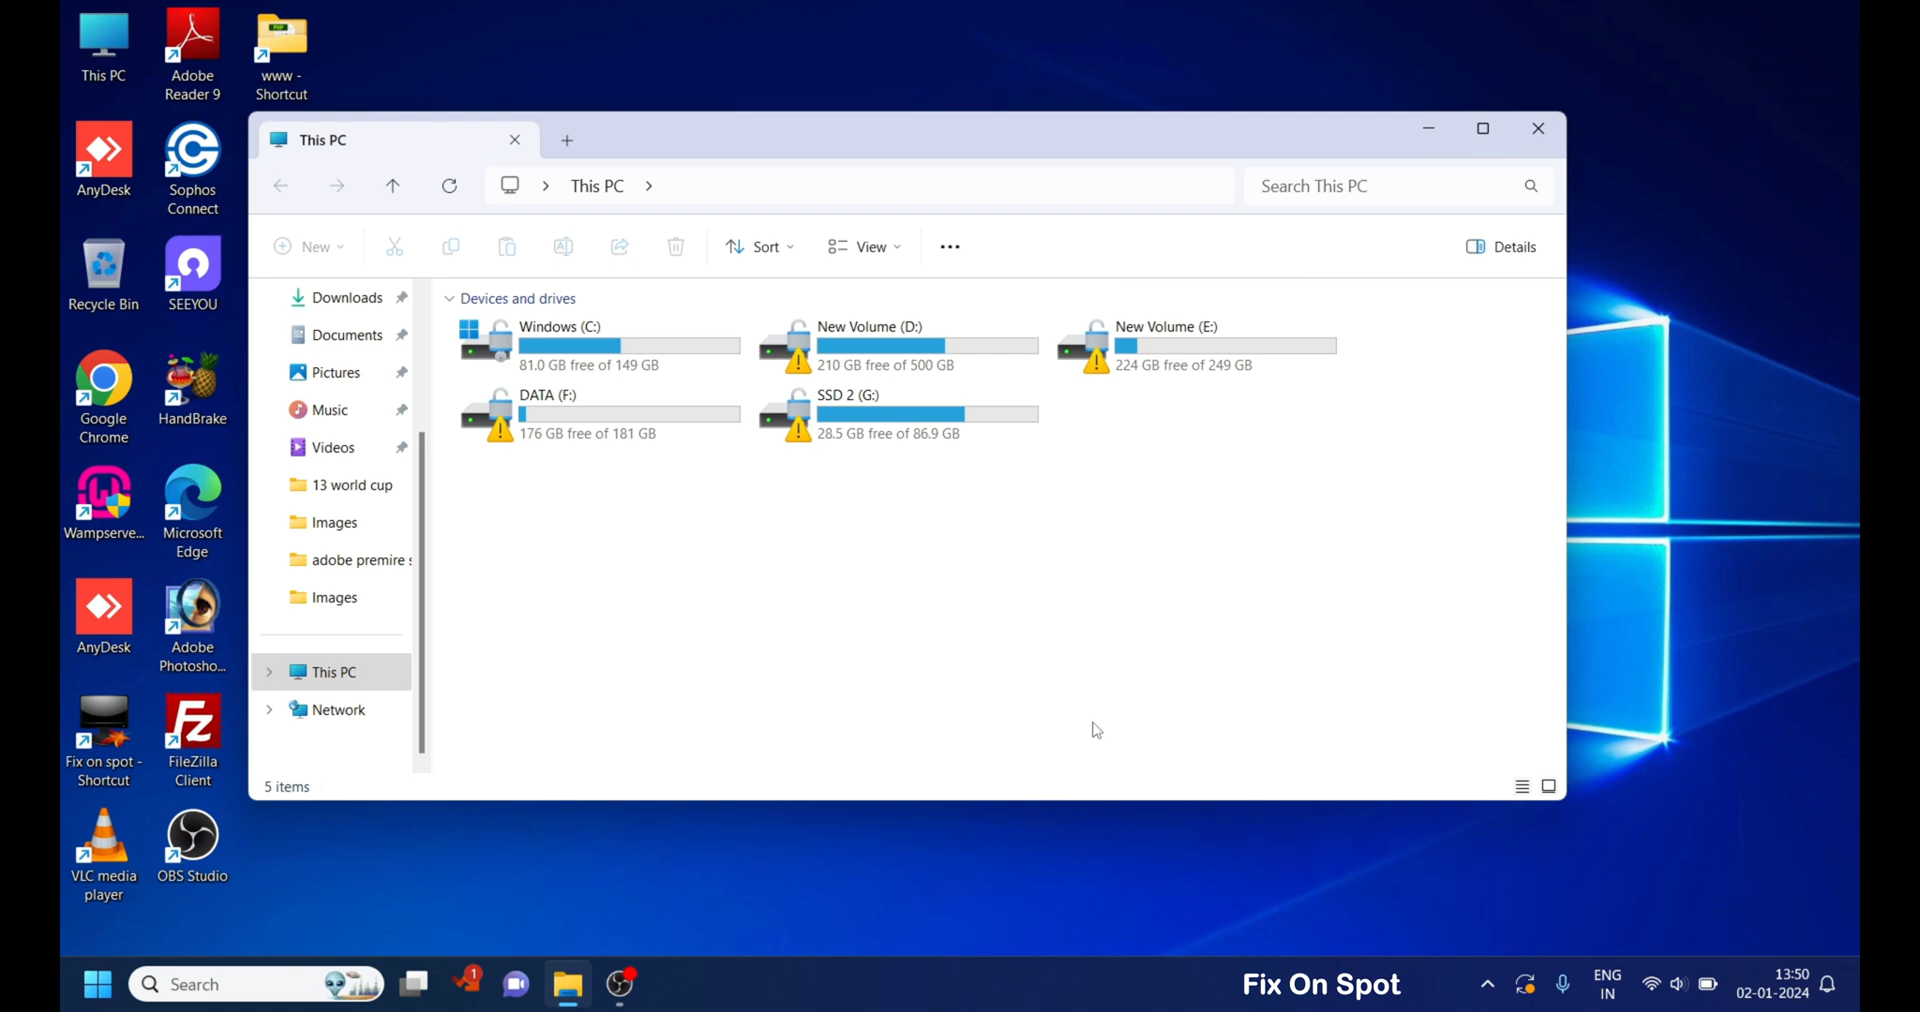 This PC
Adobe
Reader 9
www -
Shortcut
AnyDesk
Sophos
Connect
Recycle Bin
SEEYOU
Google
Chrome
HandBrake
Wampserve...
Microsoft
Edge
AnyDesk
Adobe
Photosho...
Fix on spot -
Shortcut
FileZilla
Client
VLC media
player
OBS Studio
This PC
This PC
Search This PC
New
Sort
View
Details
Downloads
Documents
Pictures
Music
Videos
13 world cup
Images
adobe premire s
Images
This PC
Network
Devices and drives
Windows (C:)
81.0 GB free of 149 GB
New Volume (D:)
210 GB free of 500 GB
New Volume (E:)
224 GB free of 249 GB
DATA (F:)
176 GB free of 181 GB
SSD 2 (G:)
28.5 GB free of 86.9 GB
5 items
Search
1
Fix On Spot
ENG
IN
13:50
02-01-2024